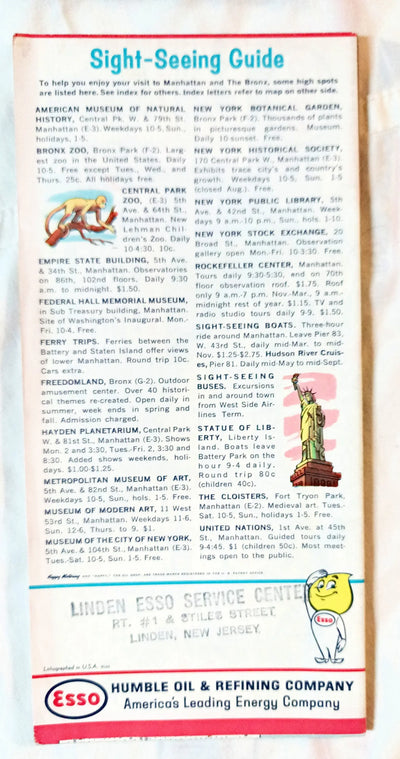 Sight-Seeing Guide
To help you enjoy your visit to Manhattan and The Bronx, some high spots
are listed here. See index for others. Index letters refer to map on other side.
AMERICAN MUSEUM OF NATURAL
HISTORY, Central Pk. W. & 79th St.
Manhattan (E-3). Weekdays 10-5, Sun.,
holidays, 1-5.
BRONX ZOO, Bronx Park (F-2). Larg-
est zoo in the United States. Daily
10-5. Free except Tues., Wed., and
Thurs. 25c. All holidays free.
CENTRAL PARK
ZOO, (E-3) 5th
Ave. & 64th St.,
Manhattan. New
Lehman Chil-
dren's Zoo. Daily
10-4:30. 10c.
EMPIRE STATE BUILDING, 5th Ave.
& 34th St., Manhattan. Observatories
on 86th, 102nd floors. Daily 9:30
a.m. to midnight. $1.50.
FEDERAL HALL MEMORIAL MUSEUM,
in Sub Treasury building, Manhattan.
Site of Washington's Inaugural. Mon.-
Fri. 10-4. Free.
FERRY TRIPS. Ferries between the
Battery and Staten Island offer views
of lower Manhattan. Round trip 10c.
Cars extra.
FREEDOMLAND, Bronx (G-2). Outdoor
amusement center. Over 40 histori-
cal themes re-created. Open daily in
summer, week ends in spring and
fall. Admission charged.
HAYDEN PLANETARIUM, Central Park
W. & 81st St., Manhattan (E-3). Shows
Mon. 2 and 3:30, Tues.-Fri. 2, 3:30 and
8:30. Added shows weekends, holi-
days. $1.00-$1.25.
METROPOLITAN MUSEUM OF ART,
5th Ave. & 82nd St., Manhattan (E-3).
Weekdays 10-5, Sun., hols. 1-5. Free.
MUSEUM OF MODERN ART, 11 West
53rd St., Manhattan. Weekdays 11-6,
Sun. 12-6, Thurs. to 9. $1.
MUSEUM OF THE CITY OF NEW YORK,
5th Ave. & 104th St., Manhattan (E-3).
Tues.-Sat. 10-5, Sun. 1-5. Free.
NEW YORK BOTANICAL GARDEN,
Bronx Park (F-2). Thousands of plants
in picturesque gardens. Museum.
Daily 10-sunset. Free.
NEW YORK HISTORICAL SOCIETY,
170 Central Park W., Manhattan (E-3).
Exhibits trace city's and country's
growth. Weekdays 10-5, Sun. 1-5
(closed Aug.). Free.
NEW YORK PUBLIC LIBRARY, 5th
Ave. & 42nd St., Manhattan. Week-
days 9 a.m.-10 p.m., Sun., hols. 1-10.
NEW YORK STOCK EXCHANGE, 20
Broad St., Manhattan. Observation
gallery open Mon.-Fri. 10-3:30. Free.
ROCKEFELLER CENTER, Manhattan.
Tours daily 9:30-5:30, end on 70th
floor observation roof. $1.75. Roof
only 9 a.m.-7 p.m. Nov.-Mar., 9 a.m.-
midnight rest of year, $1.15. TV and
radio studio tours daily 9-9, $1.50.
SIGHT-SEEING BOATS. Three-hour
ride around Manhattan. Leave Pier 83,
W. 43rd St., daily mid-Mar. to mid-
Nov. $1.25-$2.75. Hudson River Cruis-
es, Pier 81. Daily mid-May to mid-Sept.
SIGHT-SEEING
BUSES. Excursions
in and around town
from West Side Air-
lines Term.
STATUE OF LIB-
ERTY, Liberty Is-
land. Boats leave
Battery Park on the
hour 9-4 daily.
Round trip 80c
(children 40c).
THE CLOISTERS, Fort Tryon Park,
Manhattan (E-2). Medieval art. Tues.-
Sat. 10-5, Sun., holidays 1-5. Free.
UNITED NATIONS, 1st Ave. at 45th
St., Manhattan. Guided tours daily
9-4:45. $1 (children 50c). Most meet-
ings open to the public.
Happy Motoring
LINDEN ESSO SERVICE CENTER
RT. #1 & STILES STREET
LINDEN, NEW JERSEY.
Esso
Lithographed in U.S.A.
Esso
HUMBLE OIL & REFINING COMPANY
America's Leading Energy Company